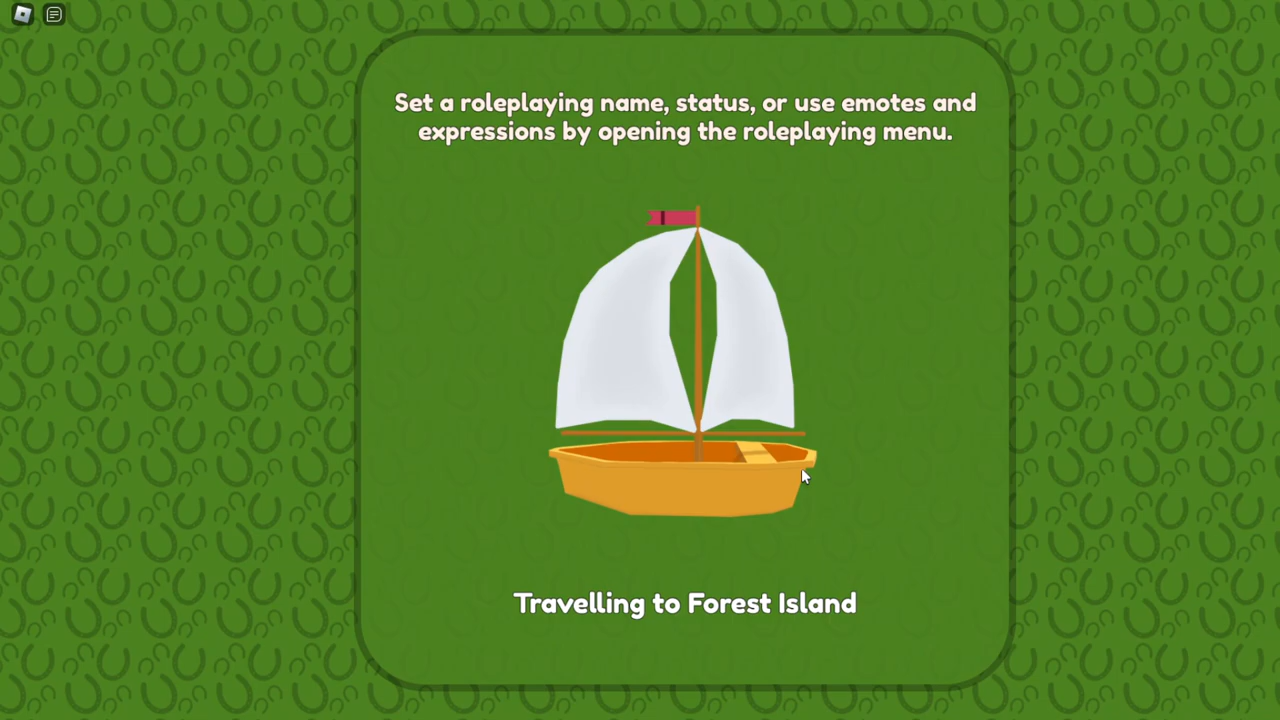 Set a roleplaying name, status, or use emotes and
expressions by opening the roleplaying menu.
Travelling to Forest Island